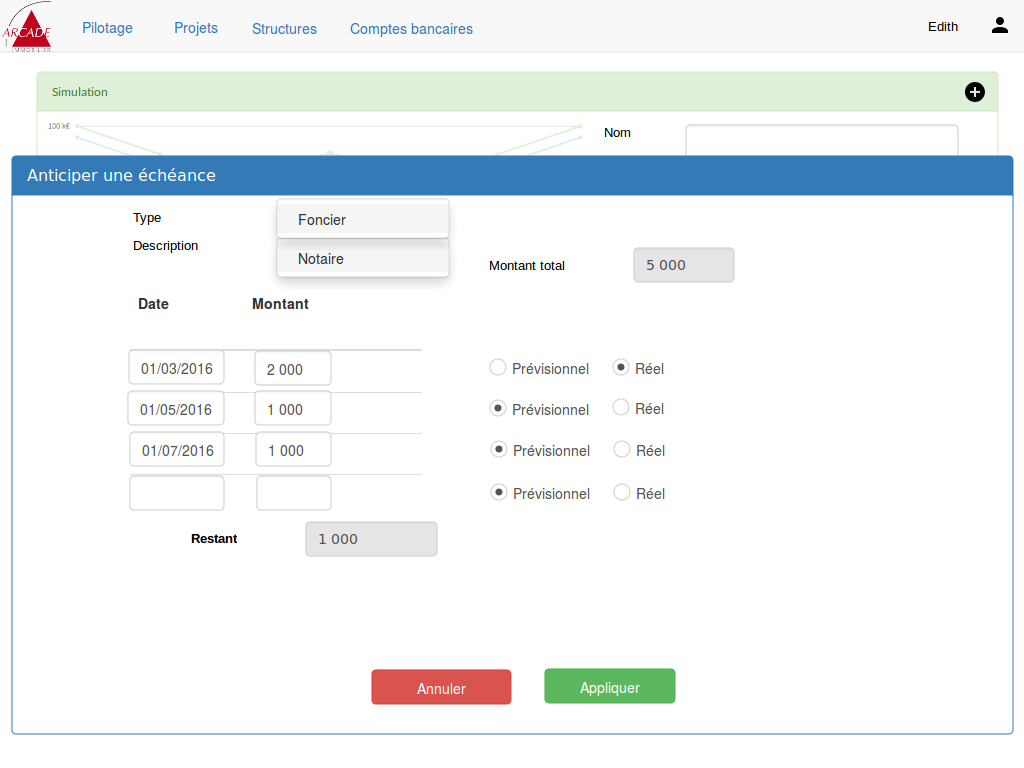 ARCADE
IMMOBILIER
Pilotage
Projets
Structures
Comptes bancaires
Edith
Simulation
100 k€
Nom
Anticiper une échéance
Type
Foncier
Description
Notaire
Montant total
5 000
Date
Montant
01/03/2016
2 000
Prévisionnel
Réel
01/05/2016
1 000
Prévisionnel
Réel
01/07/2016
1 000
Prévisionnel
Réel
Prévisionnel
Réel
Restant
1 000
Annuler
Appliquer